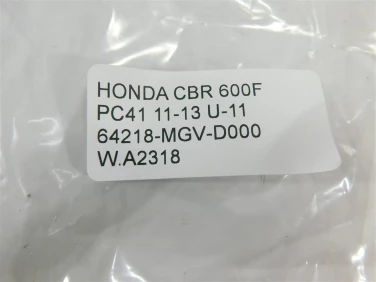 HONDA CBR 600F
PC41 11-13 U-11
64218-MGV-D000
W.A2318